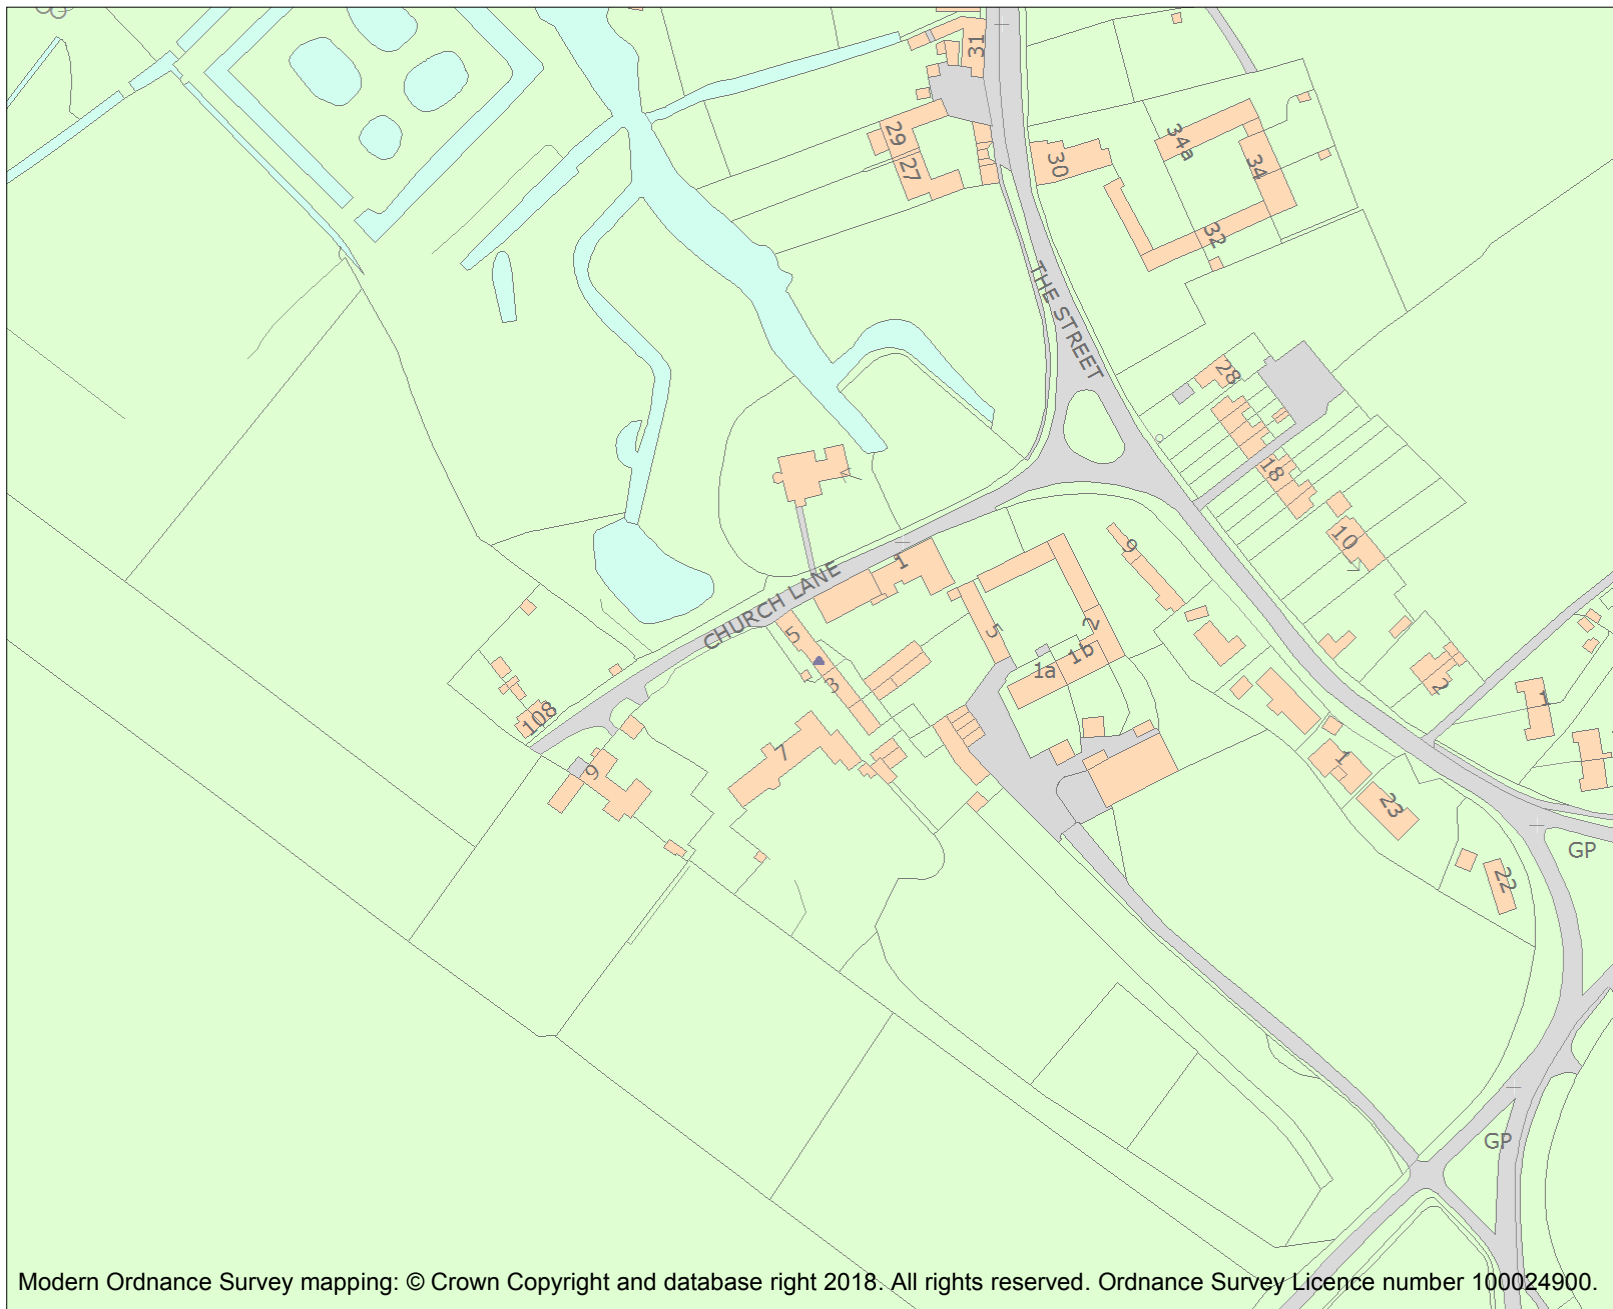 31
29
27
30
34a
34
32
THE STREET
28
18
10
9
1
CHURCH LANE
5
5
2
1b
1a
3
2
1
108
7
9
1
23
22
GP
GP
Modern Ordnance Survey mapping: © Crown Copyright and database right 2018. All rights reserved. Ordnance Survey Licence number 100024900.